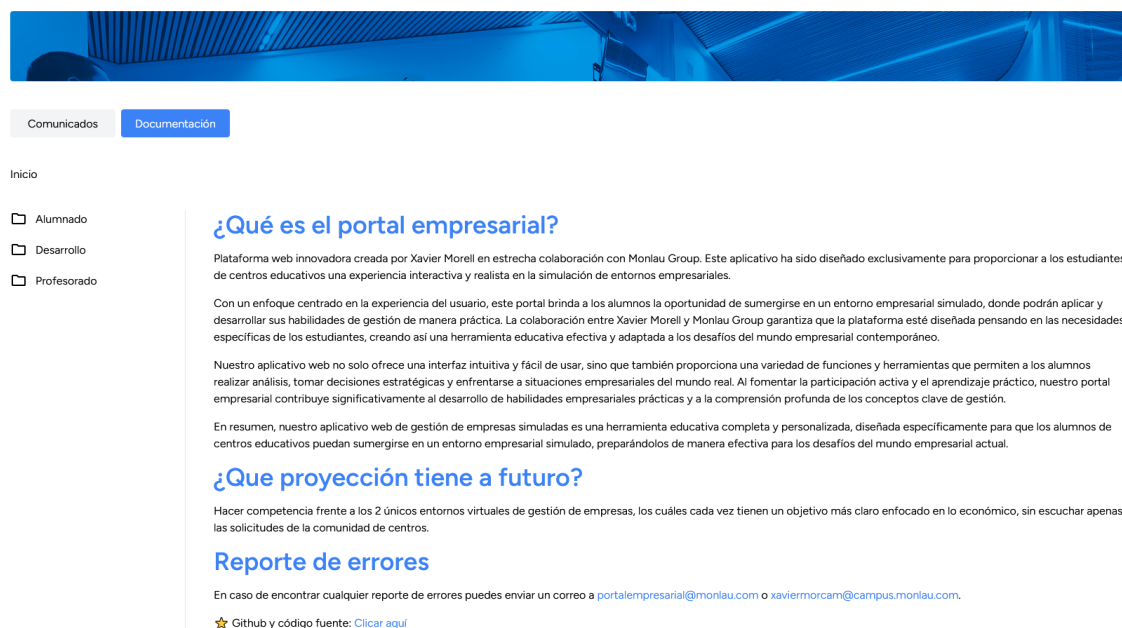 Comunicados
Documentación
Inicio
Alumnado
Desarrollo
Profesorado
¿Qué es el portal empresarial?
Plataforma web innovadora creada por Xavier Morell en estrecha colaboración con Monlau Group. Este aplicativo ha sido diseñado exclusivamente para proporcionar a los estudiantes
de centros educativos una experiencia interactiva y realista en la simulación de entornos empresariales.
Con un enfoque centrado en la experiencia del usuario, este portal brinda a los alumnos la oportunidad de sumergirse en un entorno empresarial simulado, donde podrán aplicar y
desarrollar sus habilidades de gestión de manera práctica. La colaboración entre Xavier Morell y Monlau Group garantiza que la plataforma esté diseñada pensando en las necesidades
específicas de los estudiantes, creando así una herramienta educativa efectiva y adaptada a los desafíos del mundo empresarial contemporáneo.
Nuestro aplicativo web no solo ofrece una interfaz intuitiva y fácil de usar, sino que también proporciona una variedad de funciones y herramientas que permiten a los alumnos
realizar análisis, tomar decisiones estratégicas y enfrentarse a situaciones empresariales del mundo real. Al fomentar la participación activa y el aprendizaje práctico, nuestro portal
empresarial contribuye significativamente al desarrollo de habilidades empresariales prácticas y a la comprensión profunda de los conceptos clave de gestión.
En resumen, nuestro aplicativo web de gestión de empresas simuladas es una herramienta educativa completa y personalizada, diseñada específicamente para que los alumnos de
centros educativos puedan sumergirse en un entorno empresarial simulado, preparándolos de manera efectiva para los desafíos del mundo empresarial actual.
¿Que proyección tiene a futuro?
Hacer competencia frente a los 2 únicos entornos virtuales de gestión de empresas, los cuáles cada vez tienen un objetivo más claro enfocado en lo económico, sin escuchar apenas
las solicitudes de la comunidad de centros.
Reporte de errores
En caso de encontrar cualquier reporte de errores puedes enviar un correo a portalempresarial@monlau.com o xaviermorcam@campus.monlau.com.
⭐ Github y código fuente: Clicar aquí